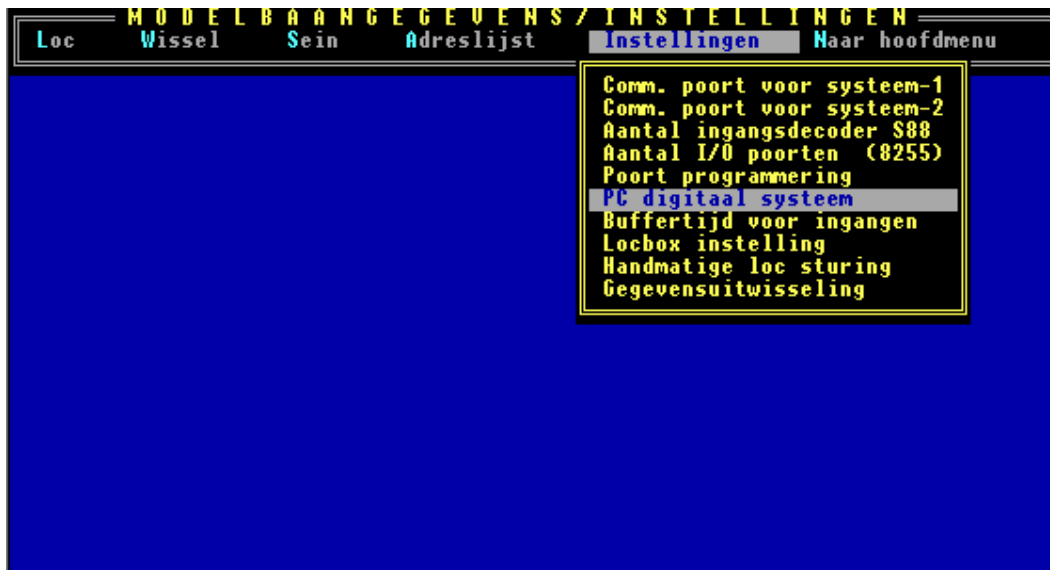 MODELBAANGEGEVENS/INSTELLINGEN
Loc Wissel Sein Adreslijst Instellingen Naar hoofdmenu
Comm. poort voor systeem-1
Comm. poort voor systeem-2
Aantal ingangsdecoder S88
Aantal I/O poorten (8255)
Poort programmering
PC digitaal systeem
Buffertijd voor ingangen
Locbox instelling
Handmatige loc sturing
Gegevensuitwisseling